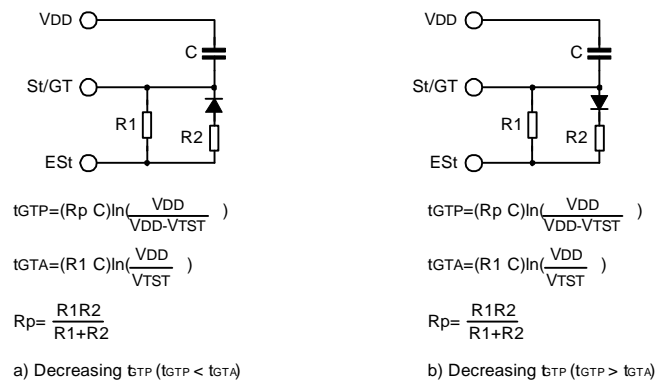 VDD
C
St/GT
R1
R2
ESt
tGTP=(Rp C)ln(VDD/VDD-VTST )
tGTA=(R1 C)ln(VDD/VTST )
Rp= R1R2/R1+R2
a) Decreasing tGTP (tGTP < tGTA)
VDD
C
St/GT
R1
R2
ESt
tGTP=(Rp C)ln(VDD/VDD-VTST )
tGTA=(R1 C)ln(VDD/VTST )
Rp= R1R2/R1+R2
b) Decreasing tGTP (tGTP > tGTA)